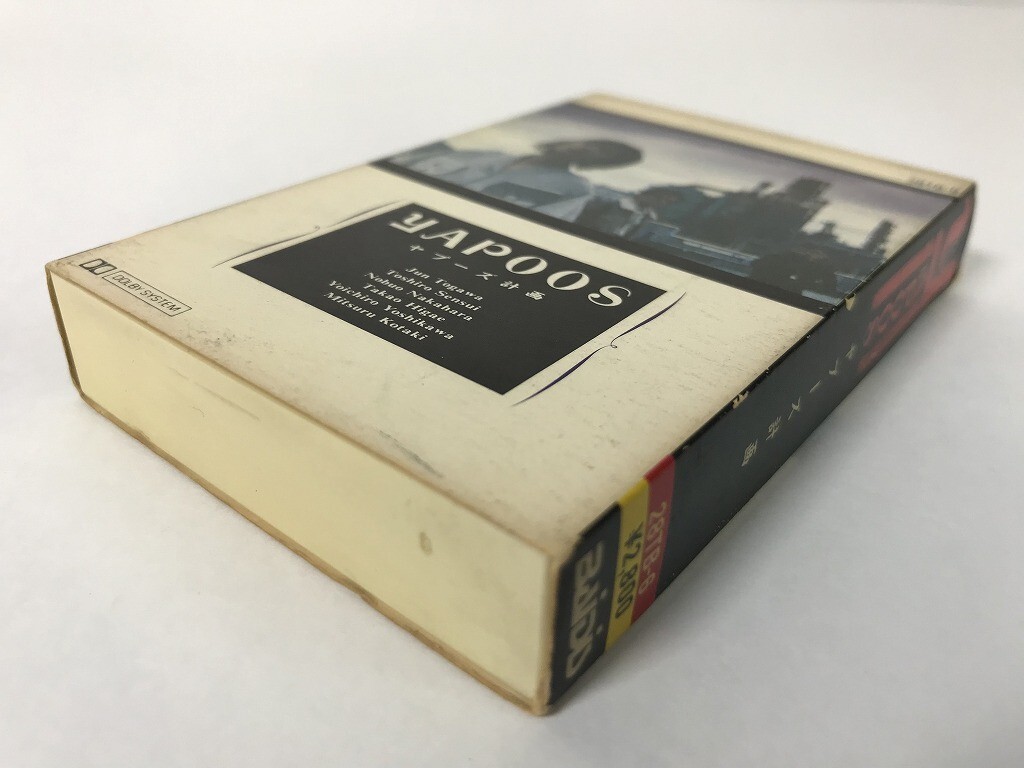 YAPOOS
ヤプーズ計画
Jun Togawa
Toshiro Sensui
Nobuo Nakahara
Takao Higae
Yoichiro Yoshikawa
Mitsuru Kotaki
DOLBY SYSTEM
ヤプーズ計画
¥2,800